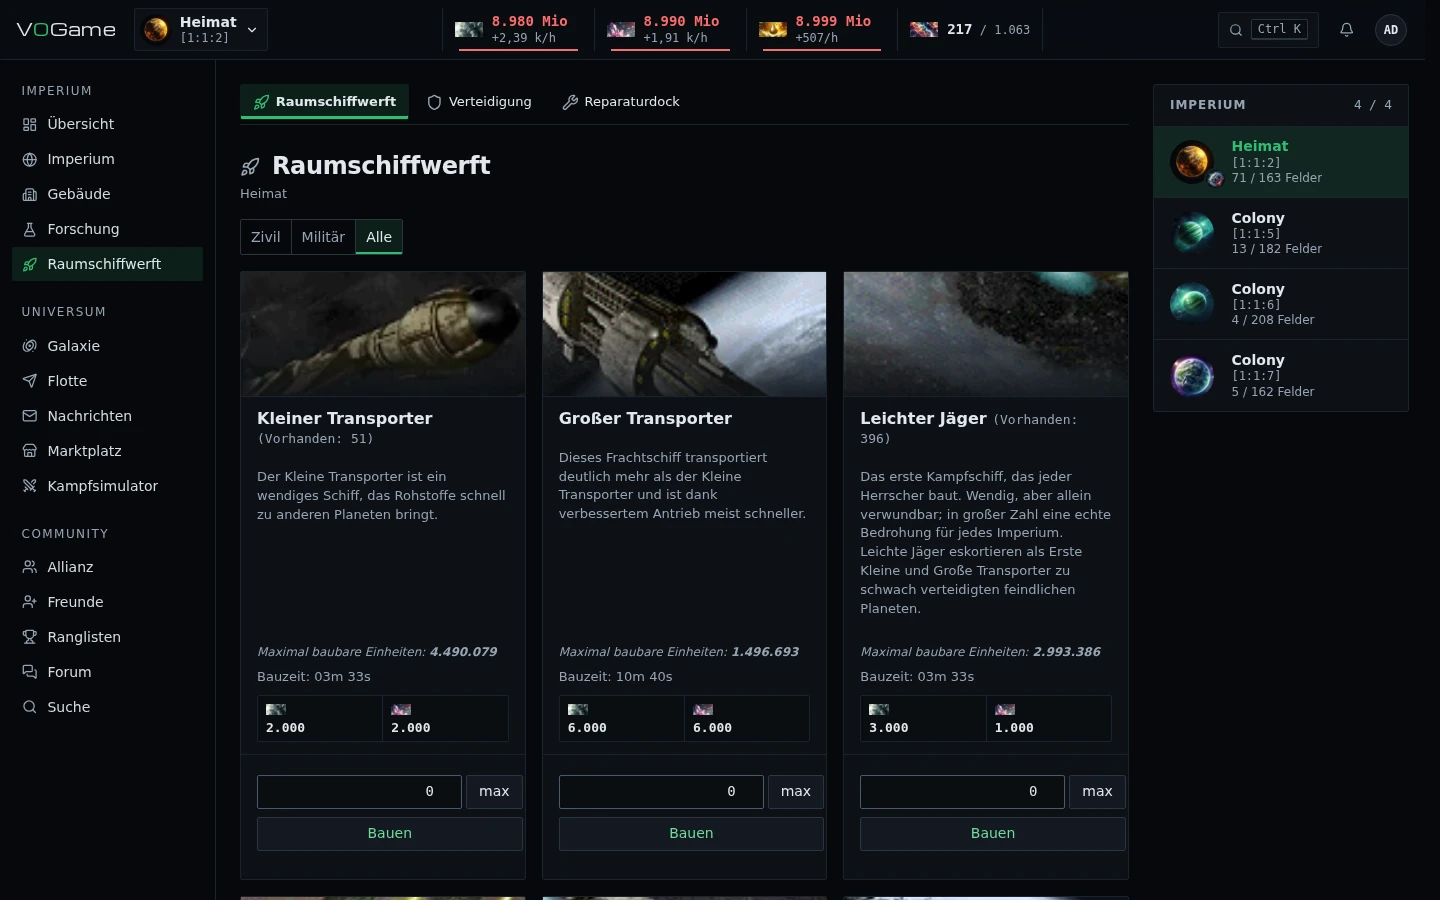 VOGame
Heimat
[1:1:2]
8.980 Mio
+2,39 k/h
8.990 Mio
+1,91 k/h
8.999 Mio
+507/h
217 / 1.063
Ctrl K
AD
IMPERIUM
Übersicht
Imperium
Gebäude
Forschung
Raumschiffwerft
UNIVERSUM
Galaxie
Flotte
Nachrichten
Marktplatz
Kampfsimulator
COMMUNITY
Allianz
Freunde
Ranglisten
Forum
Suche
Raumschiffwerft
Verteidigung
Reparaturdock
Raumschiffwerft
Heimat
Zivil
Militär
Alle
Kleiner Transporter
(Vorhanden: 51)
Der Kleine Transporter ist ein
wendiges Schiff, das Rohstoffe schnell
zu anderen Planeten bringt.
Maximal baubare Einheiten: 4.490.079
Bauzeit: 03m 33s
2.000
2.000
0
max
Bauen
Großer Transporter
Dieses Frachtschiff transportiert
deutlich mehr als der Kleine
Transporter und ist dank
verbessertem Antrieb meist schneller.
Maximal baubare Einheiten: 1.496.693
Bauzeit: 10m 40s
6.000
6.000
0
max
Bauen
Leichter Jäger (Vorhanden:
396)
Das erste Kampfschiff, das jeder
Herrscher baut. Wendig, aber allein
verwundbar; in großer Zahl eine echte
Bedrohung für jedes Imperium.
Leichte Jäger eskortieren als Erste
Kleine und Große Transporter zu
schwach verteidigten feindlichen
Planeten.
Maximal baubare Einheiten: 2.993.386
Bauzeit: 03m 33s
3.000
1.000
0
max
Bauen
IMPERIUM
4 / 4
Heimat
[1:1:2]
71 / 163 Felder
Colony
[1:1:5]
13 / 182 Felder
Colony
[1:1:6]
4 / 208 Felder
Colony
[1:1:7]
5 / 162 Felder